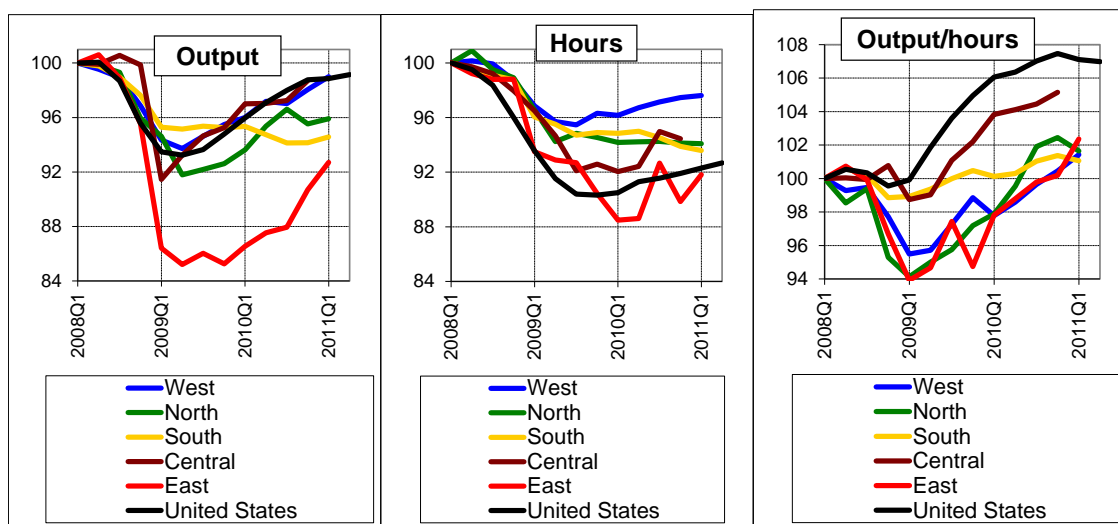 Output
100
96
92
88
84
2008Q1
2009Q1
2010Q1
2011Q1
West
North
South
Central
East
United States
Hours
100
96
92
88
84
2008Q1
2009Q1
2010Q1
2011Q1
West
North
South
Central
East
United States
Output/hours
108
106
104
102
100
98
96
94
2008Q1
2009Q1
2010Q1
2011Q1
West
North
South
Central
East
United States